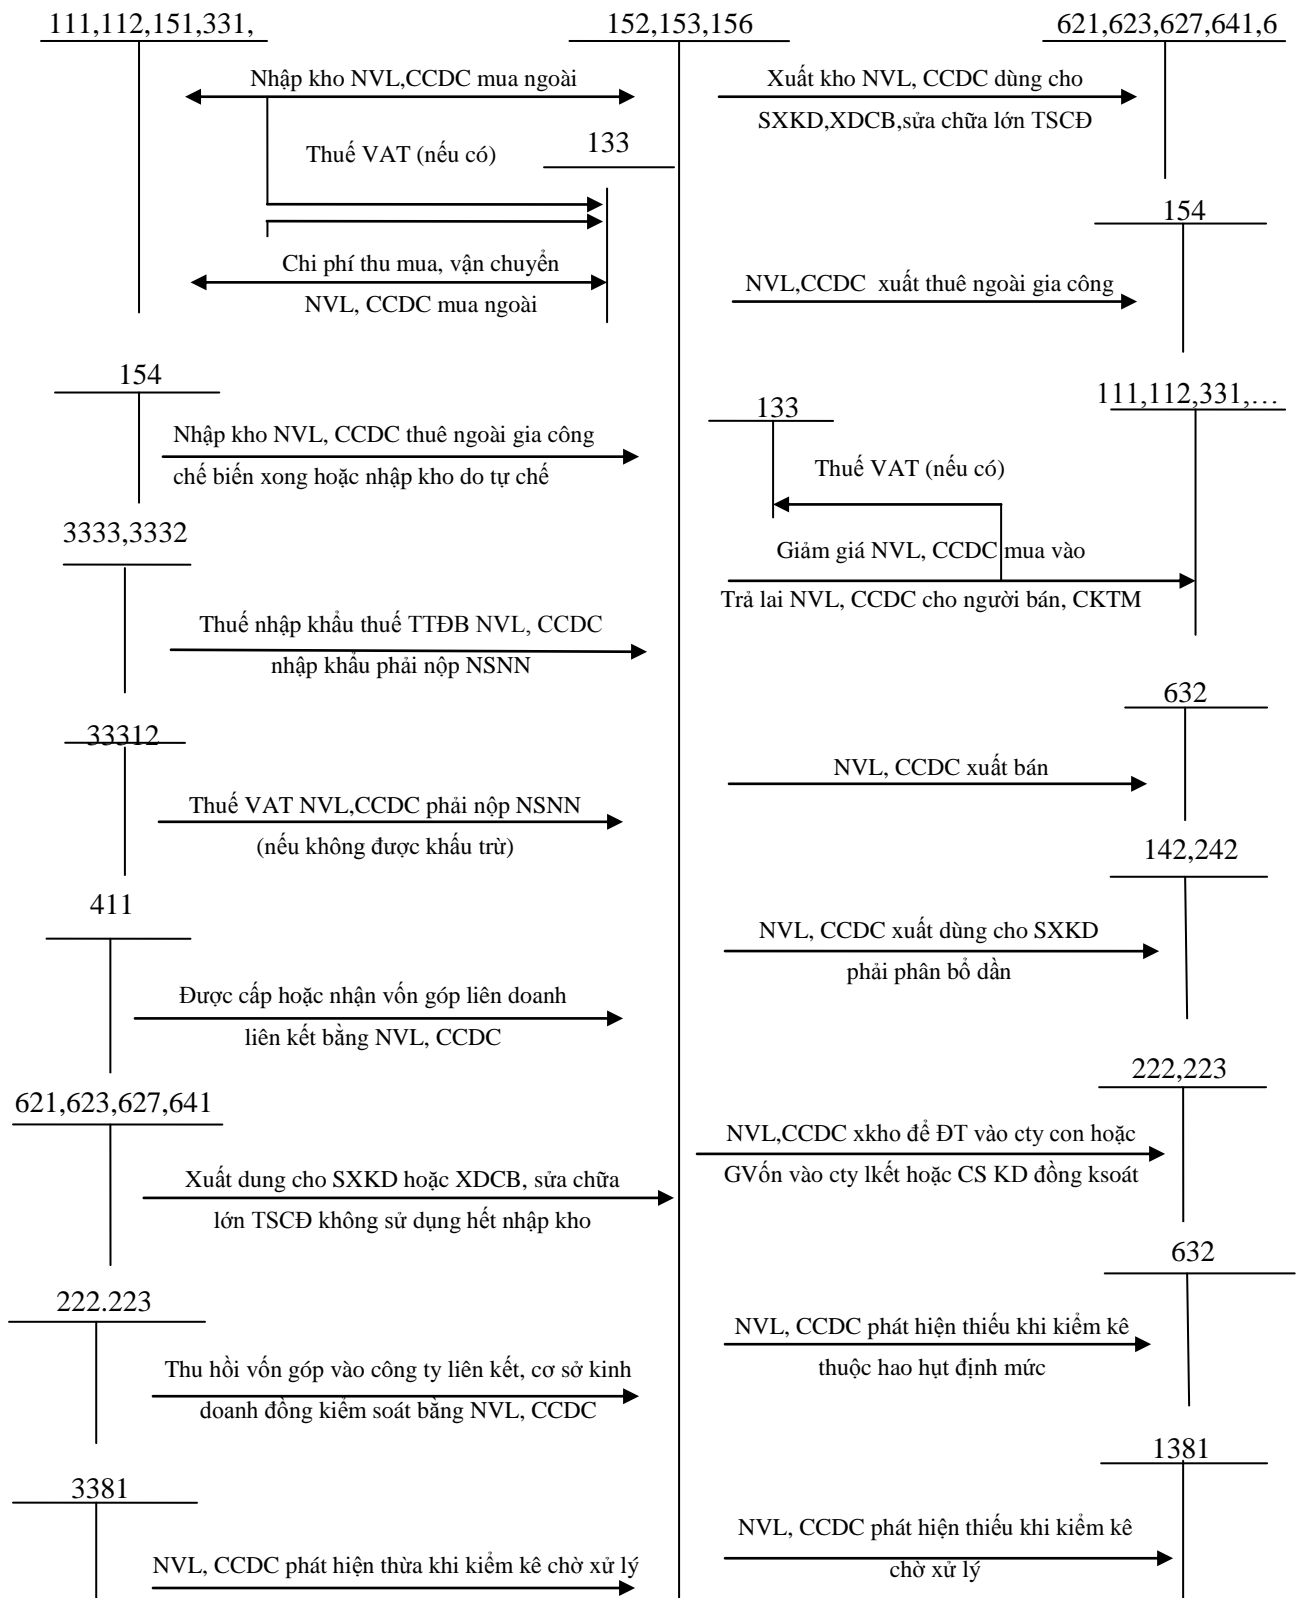 111,112,151,331,
152,153,156
621,623,627,641,6
Nhập kho NVL,CCDC mua ngoài
Xuất kho NVL, CCDC dùng cho
SXKD,XDCB,sửa chữa lớn TSCĐ
133
Thuế VAT (nếu có)
154
Chi phí thu mua, vận chuyển
NVL, CCDC mua ngoài
NVL,CCDC xuất thuê ngoài gia công
154
111,112,331,…
133
Nhập kho NVL, CCDC thuê ngoài gia công
chế biến xong hoặc nhập kho do tự chế
Thuế VAT (nếu có)
3333,3332
Giảm giá NVL, CCDC mua vào
Trả lai NVL, CCDC cho người bán, CKTM
Thuế nhập khẩu thuế TTĐB NVL, CCDC
nhập khẩu phải nộp NSNN
632
33312
NVL, CCDC xuất bán
Thuế VAT NVL,CCDC phải nộp NSNN
(nếu không được khấu trừ)
142,242
411
NVL, CCDC xuất dùng cho SXKD
phải phân bổ dần
Được cấp hoặc nhận vốn góp liên doanh
liên kết bằng NVL, CCDC
222,223
621,623,627,641
NVL,CCDC xkho để ĐT vào cty con hoặc
GVốn vào cty lkết hoặc CS KD đồng ksoát
Xuất dung cho SXKD hoặc XDCB, sửa chữa
lớn TSCĐ không sử dụng hết nhập kho
632
222.223
NVL, CCDC phát hiện thiếu khi kiểm kê
thuộc hao hụt định mức
Thu hồi vốn góp vào công ty liên kết, cơ sở kinh
doanh đồng kiểm soát bằng NVL, CCDC
1381
3381
NVL, CCDC phát hiện thiếu khi kiểm kê
chờ xử lý
NVL, CCDC phát hiện thừa khi kiểm kê chờ xử lý